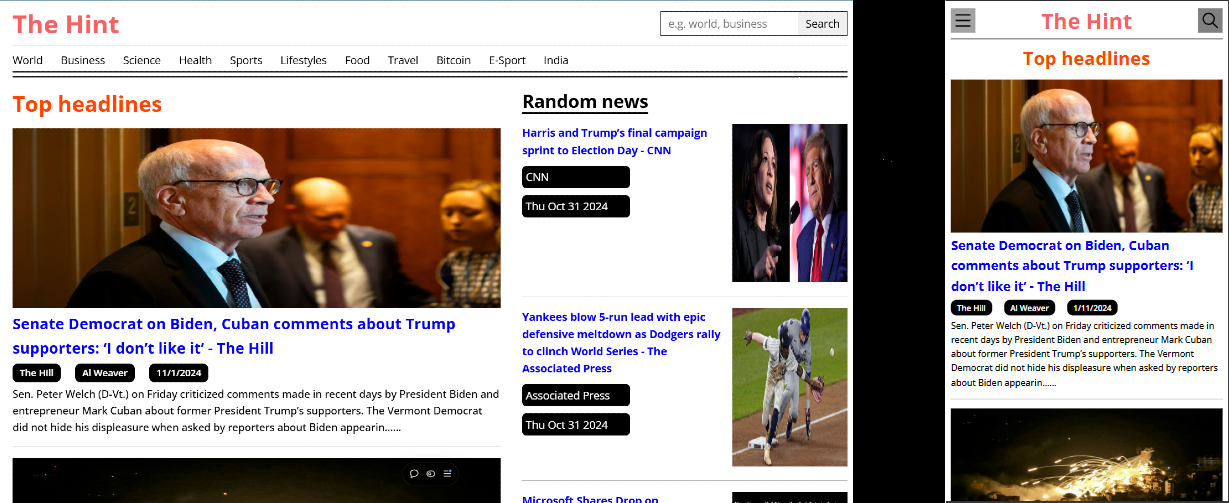 The Hint
e.g. world, business
Search
World Business Science Health Sports Lifestyles Food Travel Bitcoin E-Sport India
Top headlines
2
Senate Democrat on Biden, Cuban comments about Trump
supporters: ‘I don’t like it’ - The Hill
The Hill Al Weaver 11/1/2024
Sen. Peter Welch (D-Vt.) on Friday criticized comments made in recent days by President Biden and
entrepreneur Mark Cuban about former President Trump’s supporters. The Vermont Democrat
did not hide his displeasure when asked by reporters about Biden appearin......
Random news
Harris and Trump’s final campaign
sprint to Election Day - CNN
CNN
Thu Oct 31 2024
Yankees blow 5-run lead with epic
defensive meltdown as Dodgers rally
to clinch World Series - The
Associated Press
Associated Press
Thu Oct 31 2024
Microsoft Shares Drop on
The Hint
Top headlines
Senate Democrat on Biden, Cuban
comments about Trump supporters: ‘I
don’t like it’ - The Hill
The Hill Al Weaver 1/11/2024
Sen. Peter Welch (D-Vt.) on Friday criticized comments made in
recent days by President Biden and entrepreneur Mark Cuban
about former President Trump’s supporters. The Vermont
Democrat did not hide his displeasure when asked by reporters
about Biden appearin......